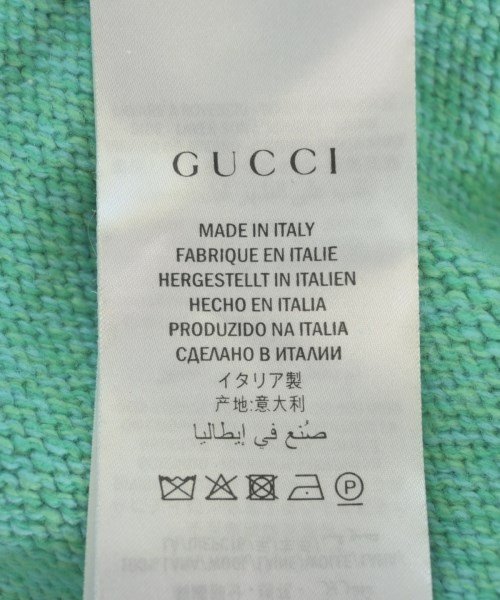 GUCCI
MADE IN ITALY
FABRIQUE EN ITALIE
HERGESTELLT IN ITALIEN
HECHO EN ITALIA
PRODUZIDO NA ITALIA
СДЕЛАНО В ИТАЛИИ
イタリア製
产地:意大利
صُنع في إيطاليا
P